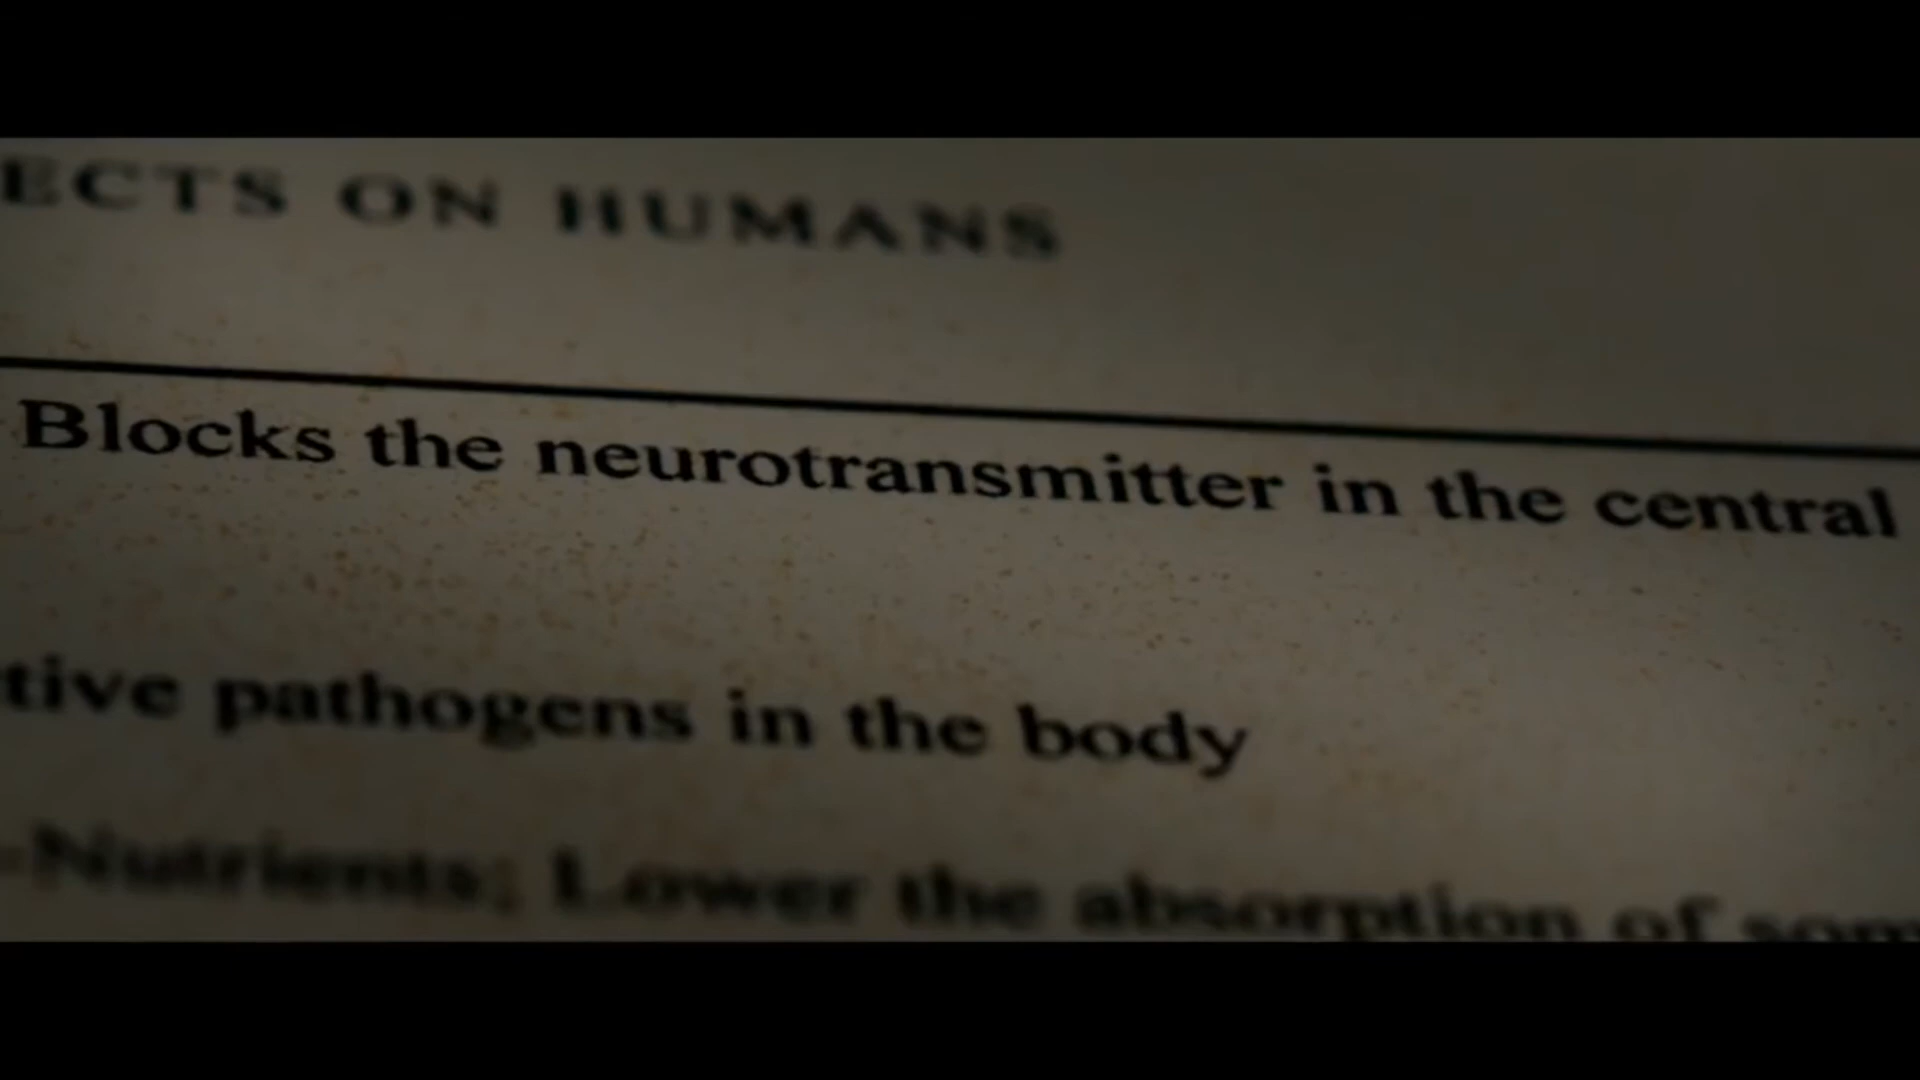 ECTS ON HUMANS
Blocks the neurotransmitter in the central
tive pathogens in the body
-Nutrients; Lower the absorption of som